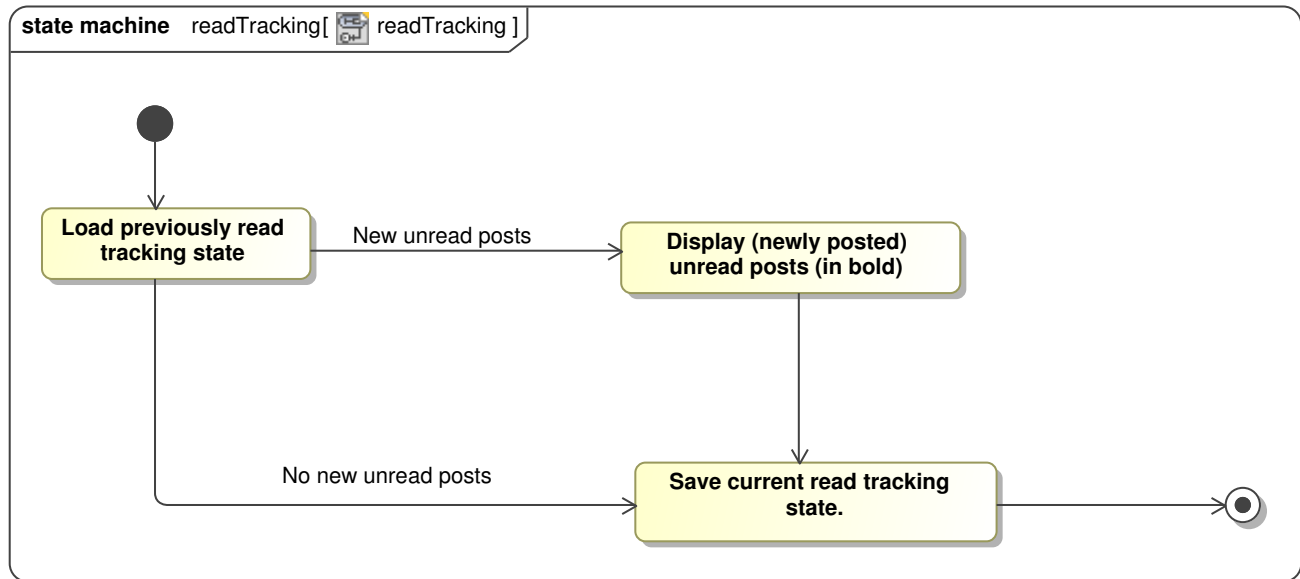 state machine readTracking[ readTracking ]
Load previously read
tracking state
New unread posts
Display (newly posted)
unread posts (in bold)
No new unread posts
Save current read tracking
state.